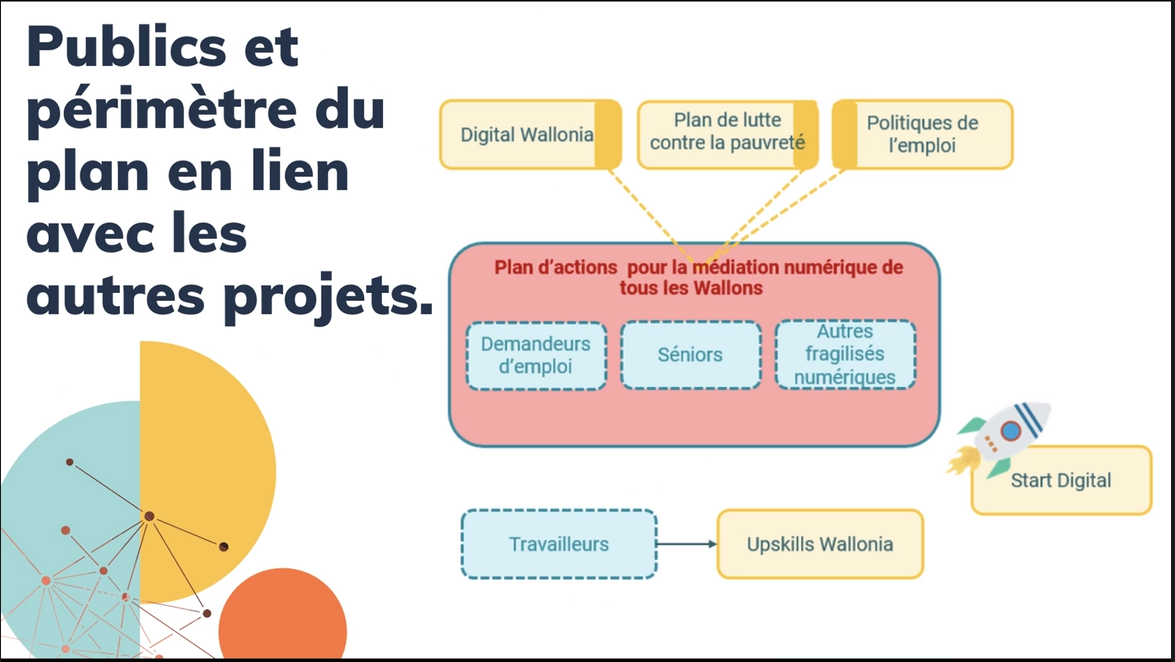 Publics et
périmètre du
plan en lien
avec les
autres projets.
Digital Wallonia
Plan de lutte
contre la pauvreté
Politiques de
l'emploi
Plan d'actions pour la médiation numérique de
tous les Wallons
Demandeurs
d'emploi
Séniors
Autres
fragilisés
numériques
Start Digital
Travailleurs
Upskills Wallonia